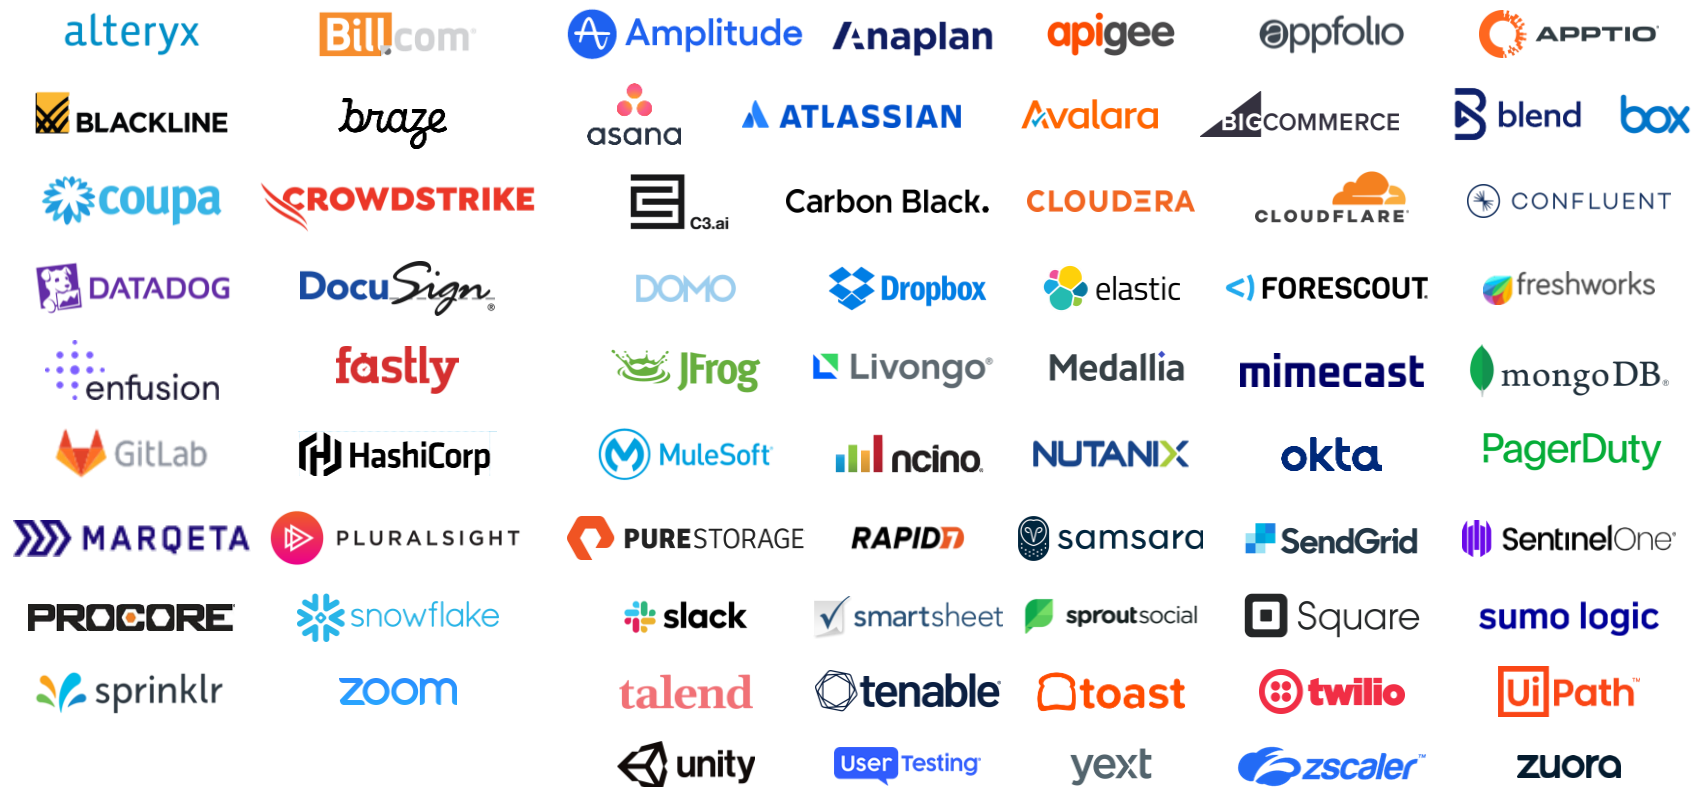 alteryx Bill.com® Amplitude Anaplan apigee appfolio APPTIO®
BLACKLINE braze asana ATLASSIAN Avalara BIGCOMMERCE blend box
coupa CROWDSTRIKE C3.ai Carbon Black. CLOUDERA CLOUDFLARE® CONFLUENT
DATADOG DocuSign® DOMO Dropbox elastic FORESCOUT. freshworks
enfusion fastly JFrog Livongo® Medallia mimecast mongoDB®
GitLab HashiCorp MuleSoft ncino® NUTANIX okta PagerDuty
MARQETA PLURALSIGHT PURESTORAGE RAPID7 samsara SendGrid SentinelOne®
PROCORE® snowflake slack smartsheet sproutsocial Square sumo logic
sprinklr zoom talend tenable® toast twilio UiPath™
unity UserTesting® yext zscaler™ zuora